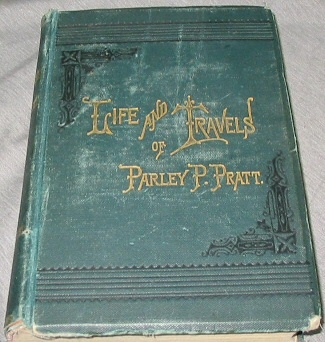 LIFE AND TRAVELS
OF
PARLEY P. PRATT.